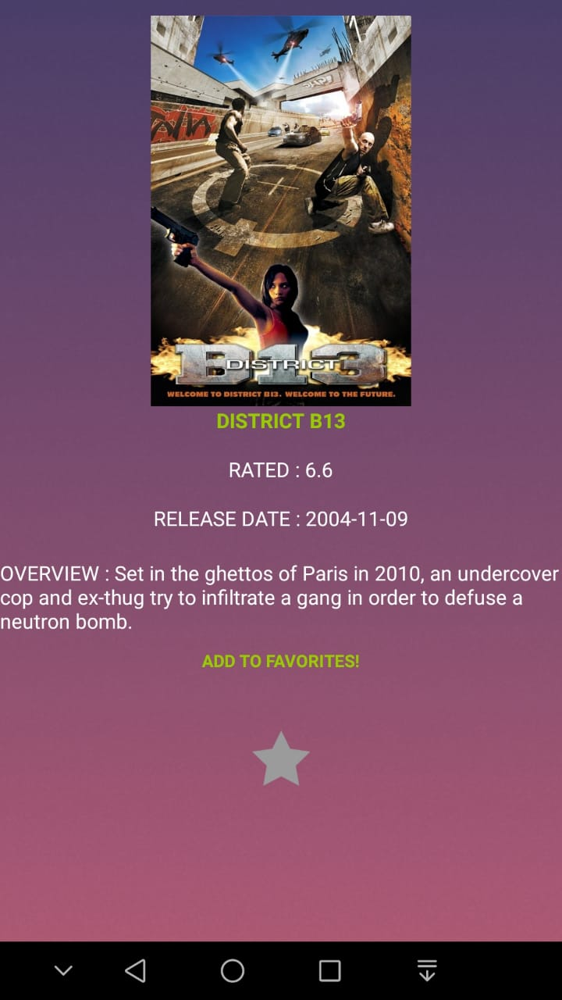 B13
DISTRICT
WELCOME TO DISTRICT B13. WELCOME TO THE FUTURE.
DISTRICT B13
RATED : 6.6
RELEASE DATE : 2004-11-09
OVERVIEW : Set in the ghettos of Paris in 2010, an undercover
cop and ex-thug try to infiltrate a gang in order to defuse a
neutron bomb.
ADD TO FAVORITES!